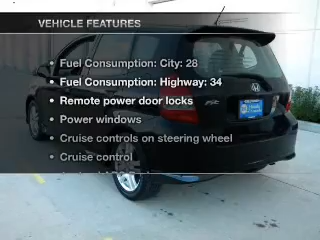 VEHICLE FEATURES
• Fuel Consumption: City: 28
• Fuel Consumption: Highway: 34
• Remote power door locks
• Power windows
• Cruise controls on steering wheel
• Cruise control